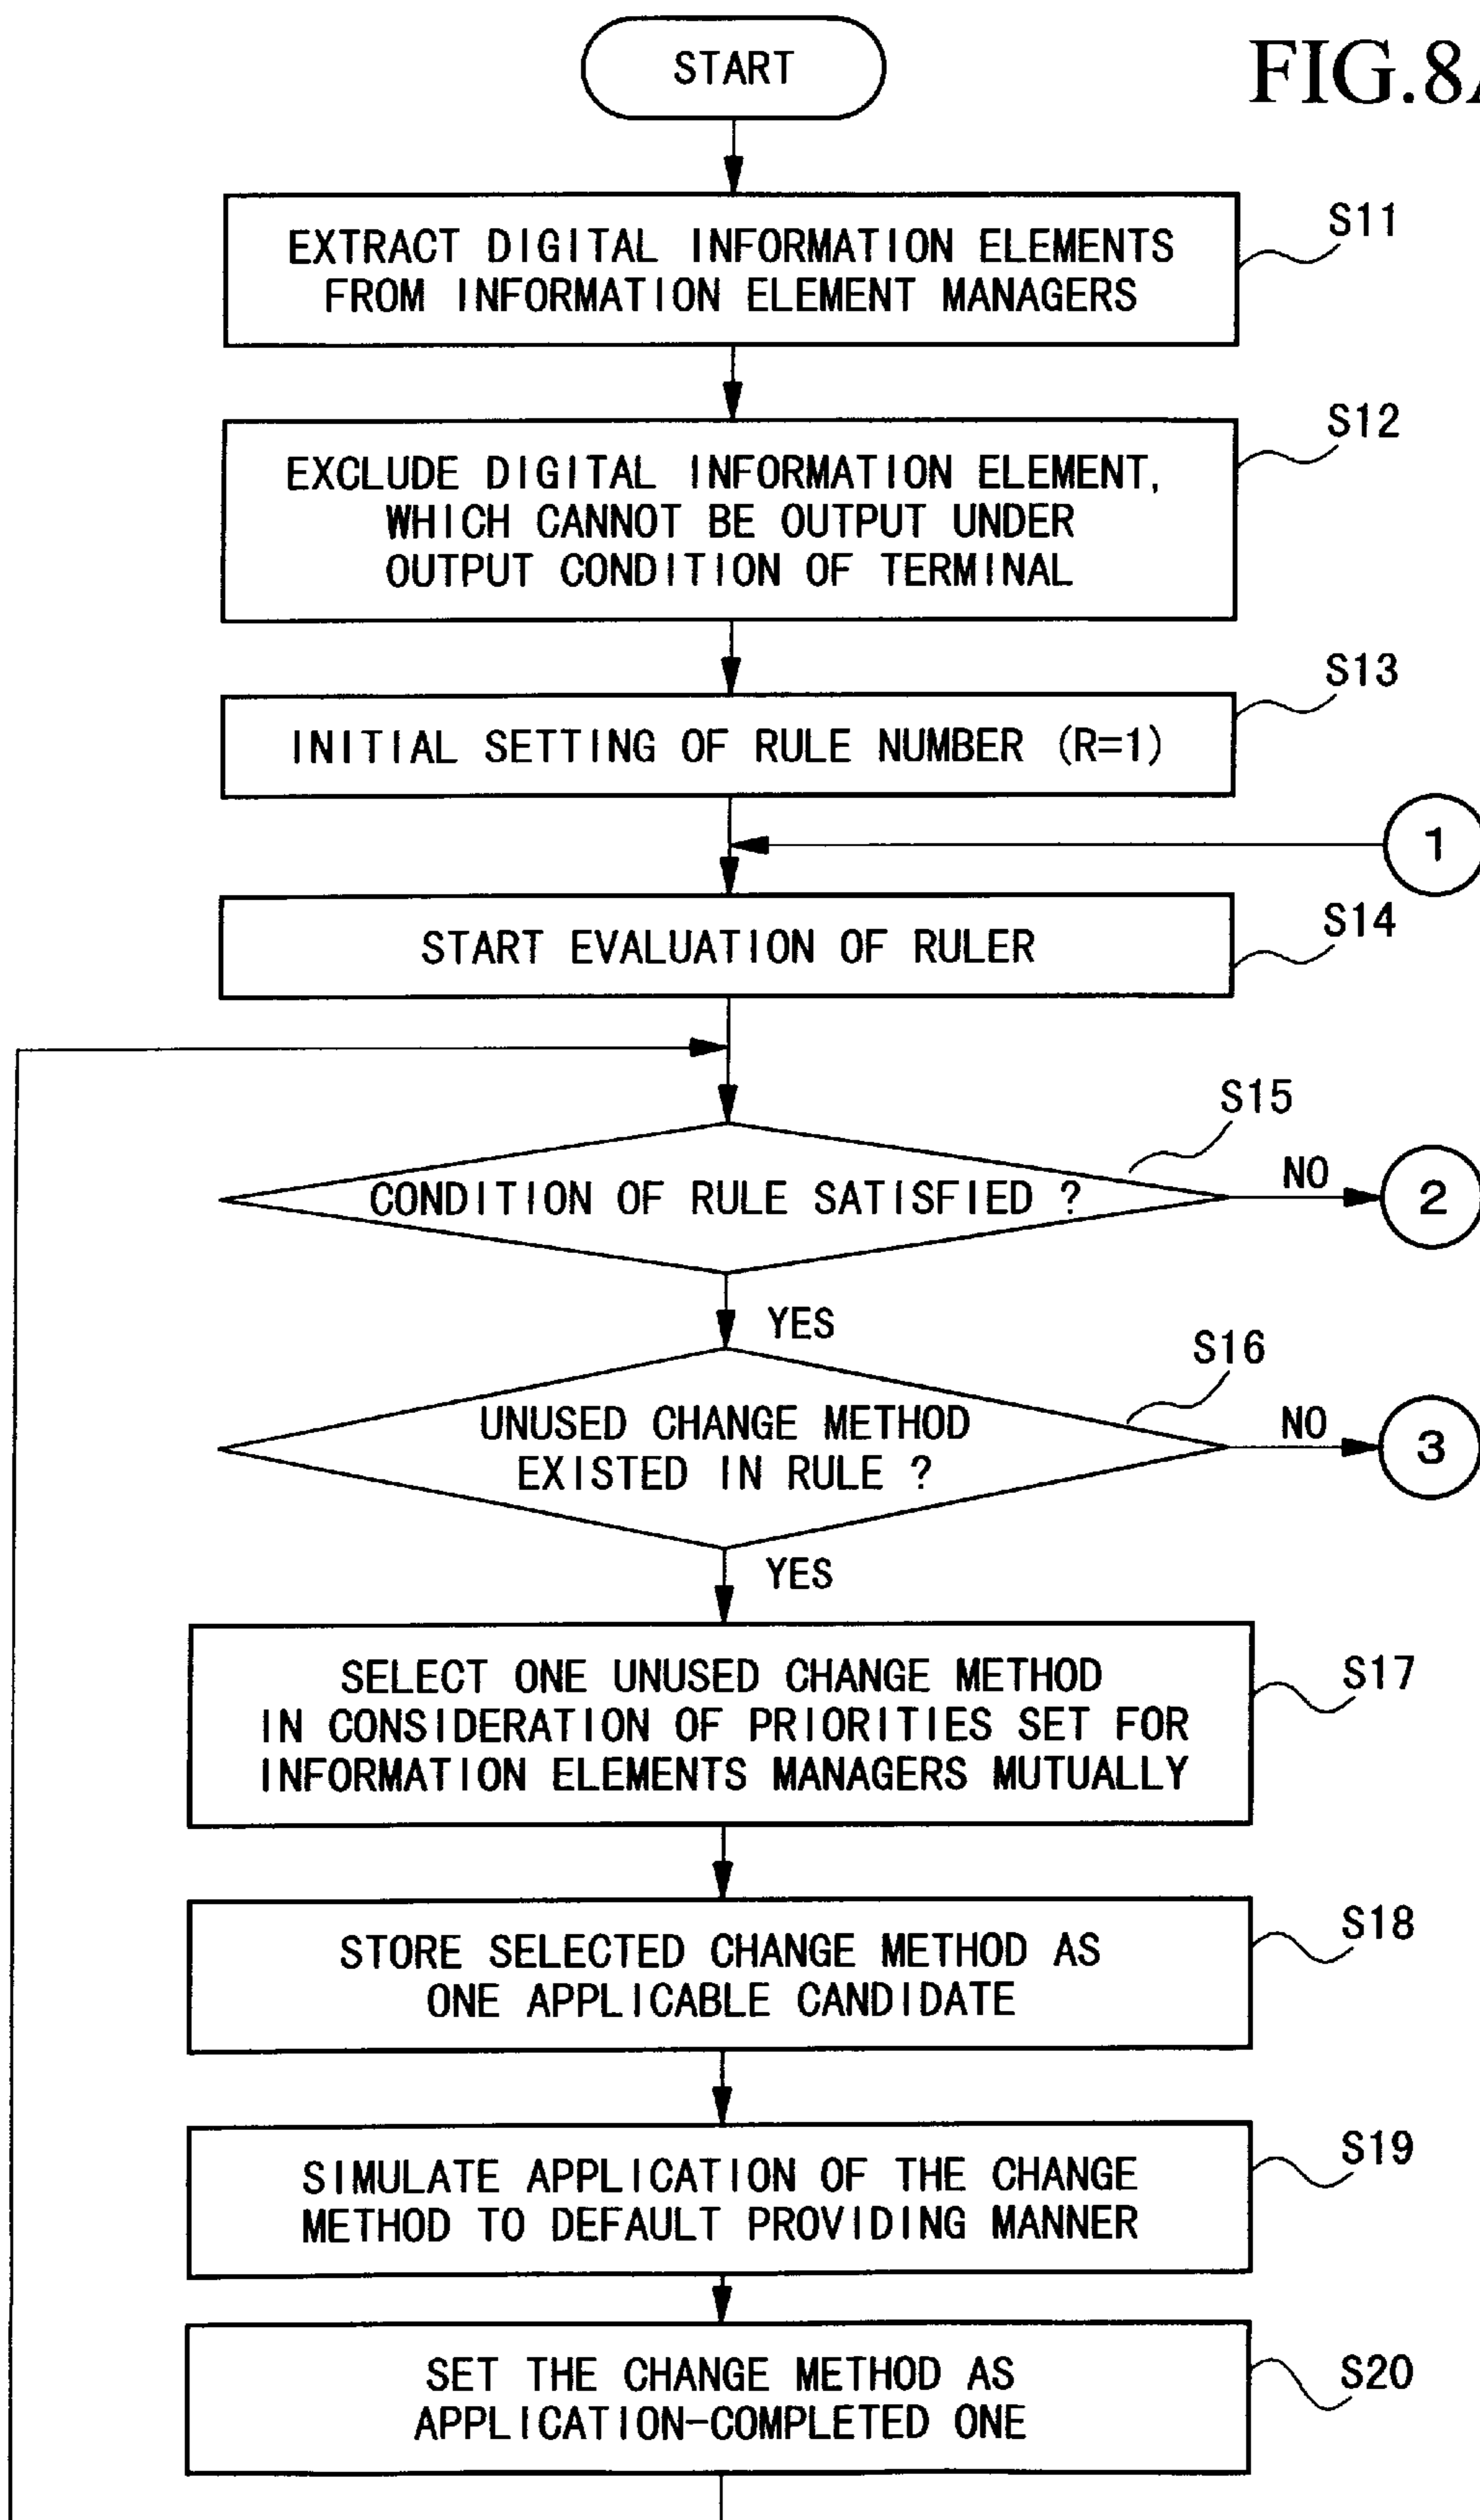 START
FIG.8A
EXTRACT DIGITAL INFORMATION ELEMENTS
FROM INFORMATION ELEMENT MANAGERS
S11
EXCLUDE DIGITAL INFORMATION ELEMENT,
WHICH CANNOT BE OUTPUT UNDER
OUTPUT CONDITION OF TERMINAL
S12
INITIAL SETTING OF RULE NUMBER (R=1)
S13
1
START EVALUATION OF RULER
S14
CONDITION OF RULE SATISFIED ?
S15
NO
2
YES
UNUSED CHANGE METHOD
EXISTED IN RULE ?
S16
NO
3
YES
SELECT ONE UNUSED CHANGE METHOD
IN CONSIDERATION OF PRIORITIES SET FOR
INFORMATION ELEMENTS MANAGERS MUTUALLY
S17
STORE SELECTED CHANGE METHOD AS
ONE APPLICABLE CANDIDATE
S18
SIMULATE APPLICATION OF THE CHANGE
METHOD TO DEFAULT PROVIDING MANNER
S19
SET THE CHANGE METHOD AS
APPLICATION-COMPLETED ONE
S20